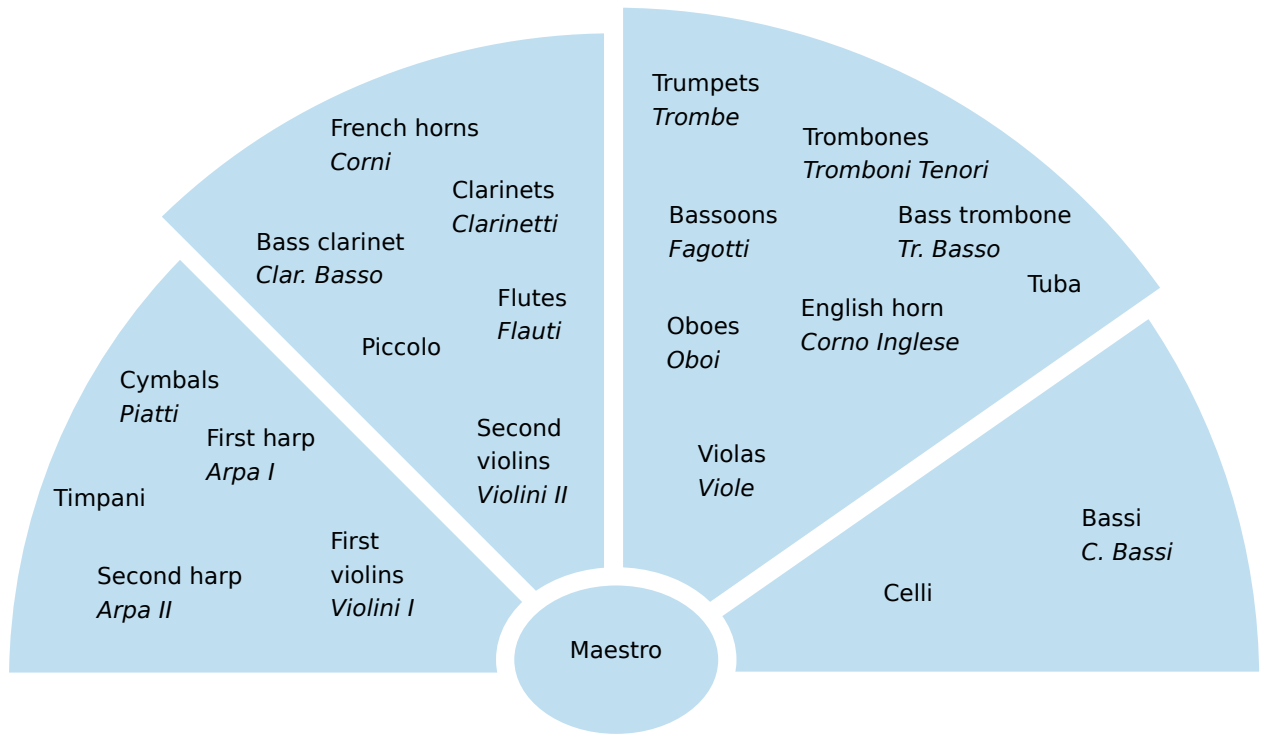 Trumpets
Trombe
Trombones
Tromboni Tenori
French horns
Corni
Clarinets
Clarinetti
Bass clarinet
Clar. Basso
Bassoons
Fagotti
Bass trombone
Tr. Basso
Tuba
Flutes
Flauti
Piccolo
English horn
Corno Inglese
Oboes
Oboi
Cymbals
Piatti
First harp
Arpa I
Timpani
Second harp
Arpa II
First
violins
Violini I
Second
violins
Violini II
Violas
Viole
Bassi
C. Bassi
Celli
Maestro